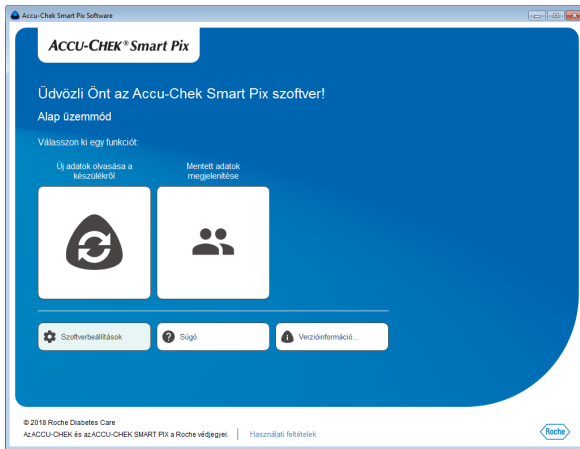 Accu-Chek Smart Pix Software
ACCU-CHEK® Smart Pix
Üdvözli Önt az Accu-Chek Smart Pix szoftver!
Alap üzemmód
Válasszon ki egy funkciót:
Új adatok olvasása a készülékről
Mentett adatok megjelenítése
Szoftverbeállítások
Súgó
Verzióinformáció...
© 2018 Roche Diabetes Care
Az ACCU-CHEK és az ACCU-CHEK SMART PIX a Roche védjegyei.
Használati feltételek
Roche